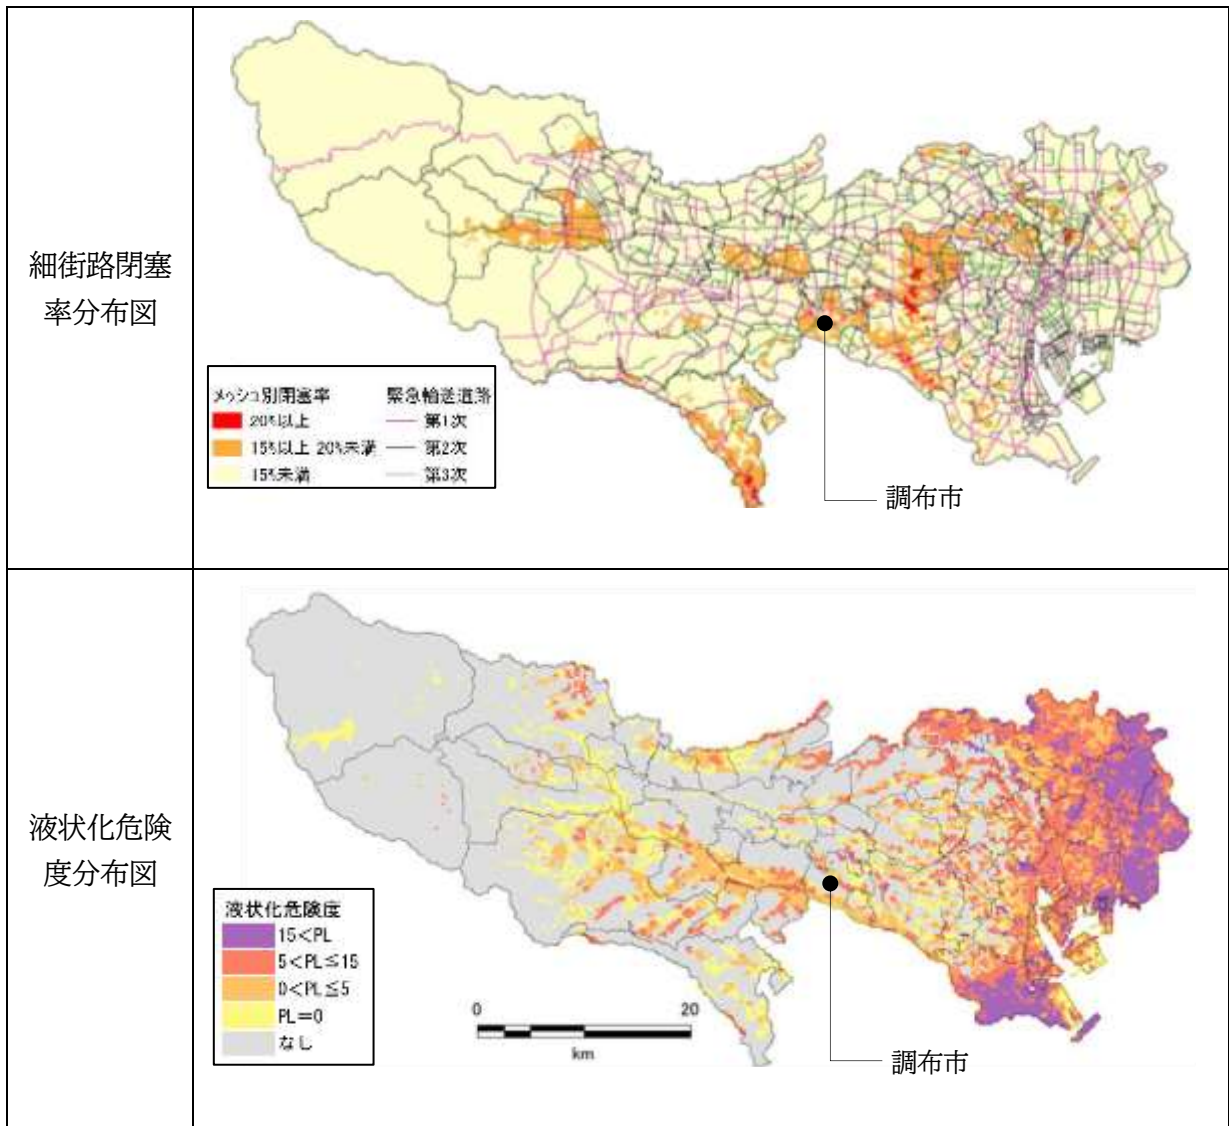 細街路閉塞
率分布図
メッシュ別閉塞率
緊急輸送道路
20%以上
第1次
15%以上 20%未満
第2次
15%未満
第3次
調布市
液状化危険
度分布図
液状化危険度
15<PL
5<PL≦15
0<PL≦5
PL=0
なし
0
20
km
調布市